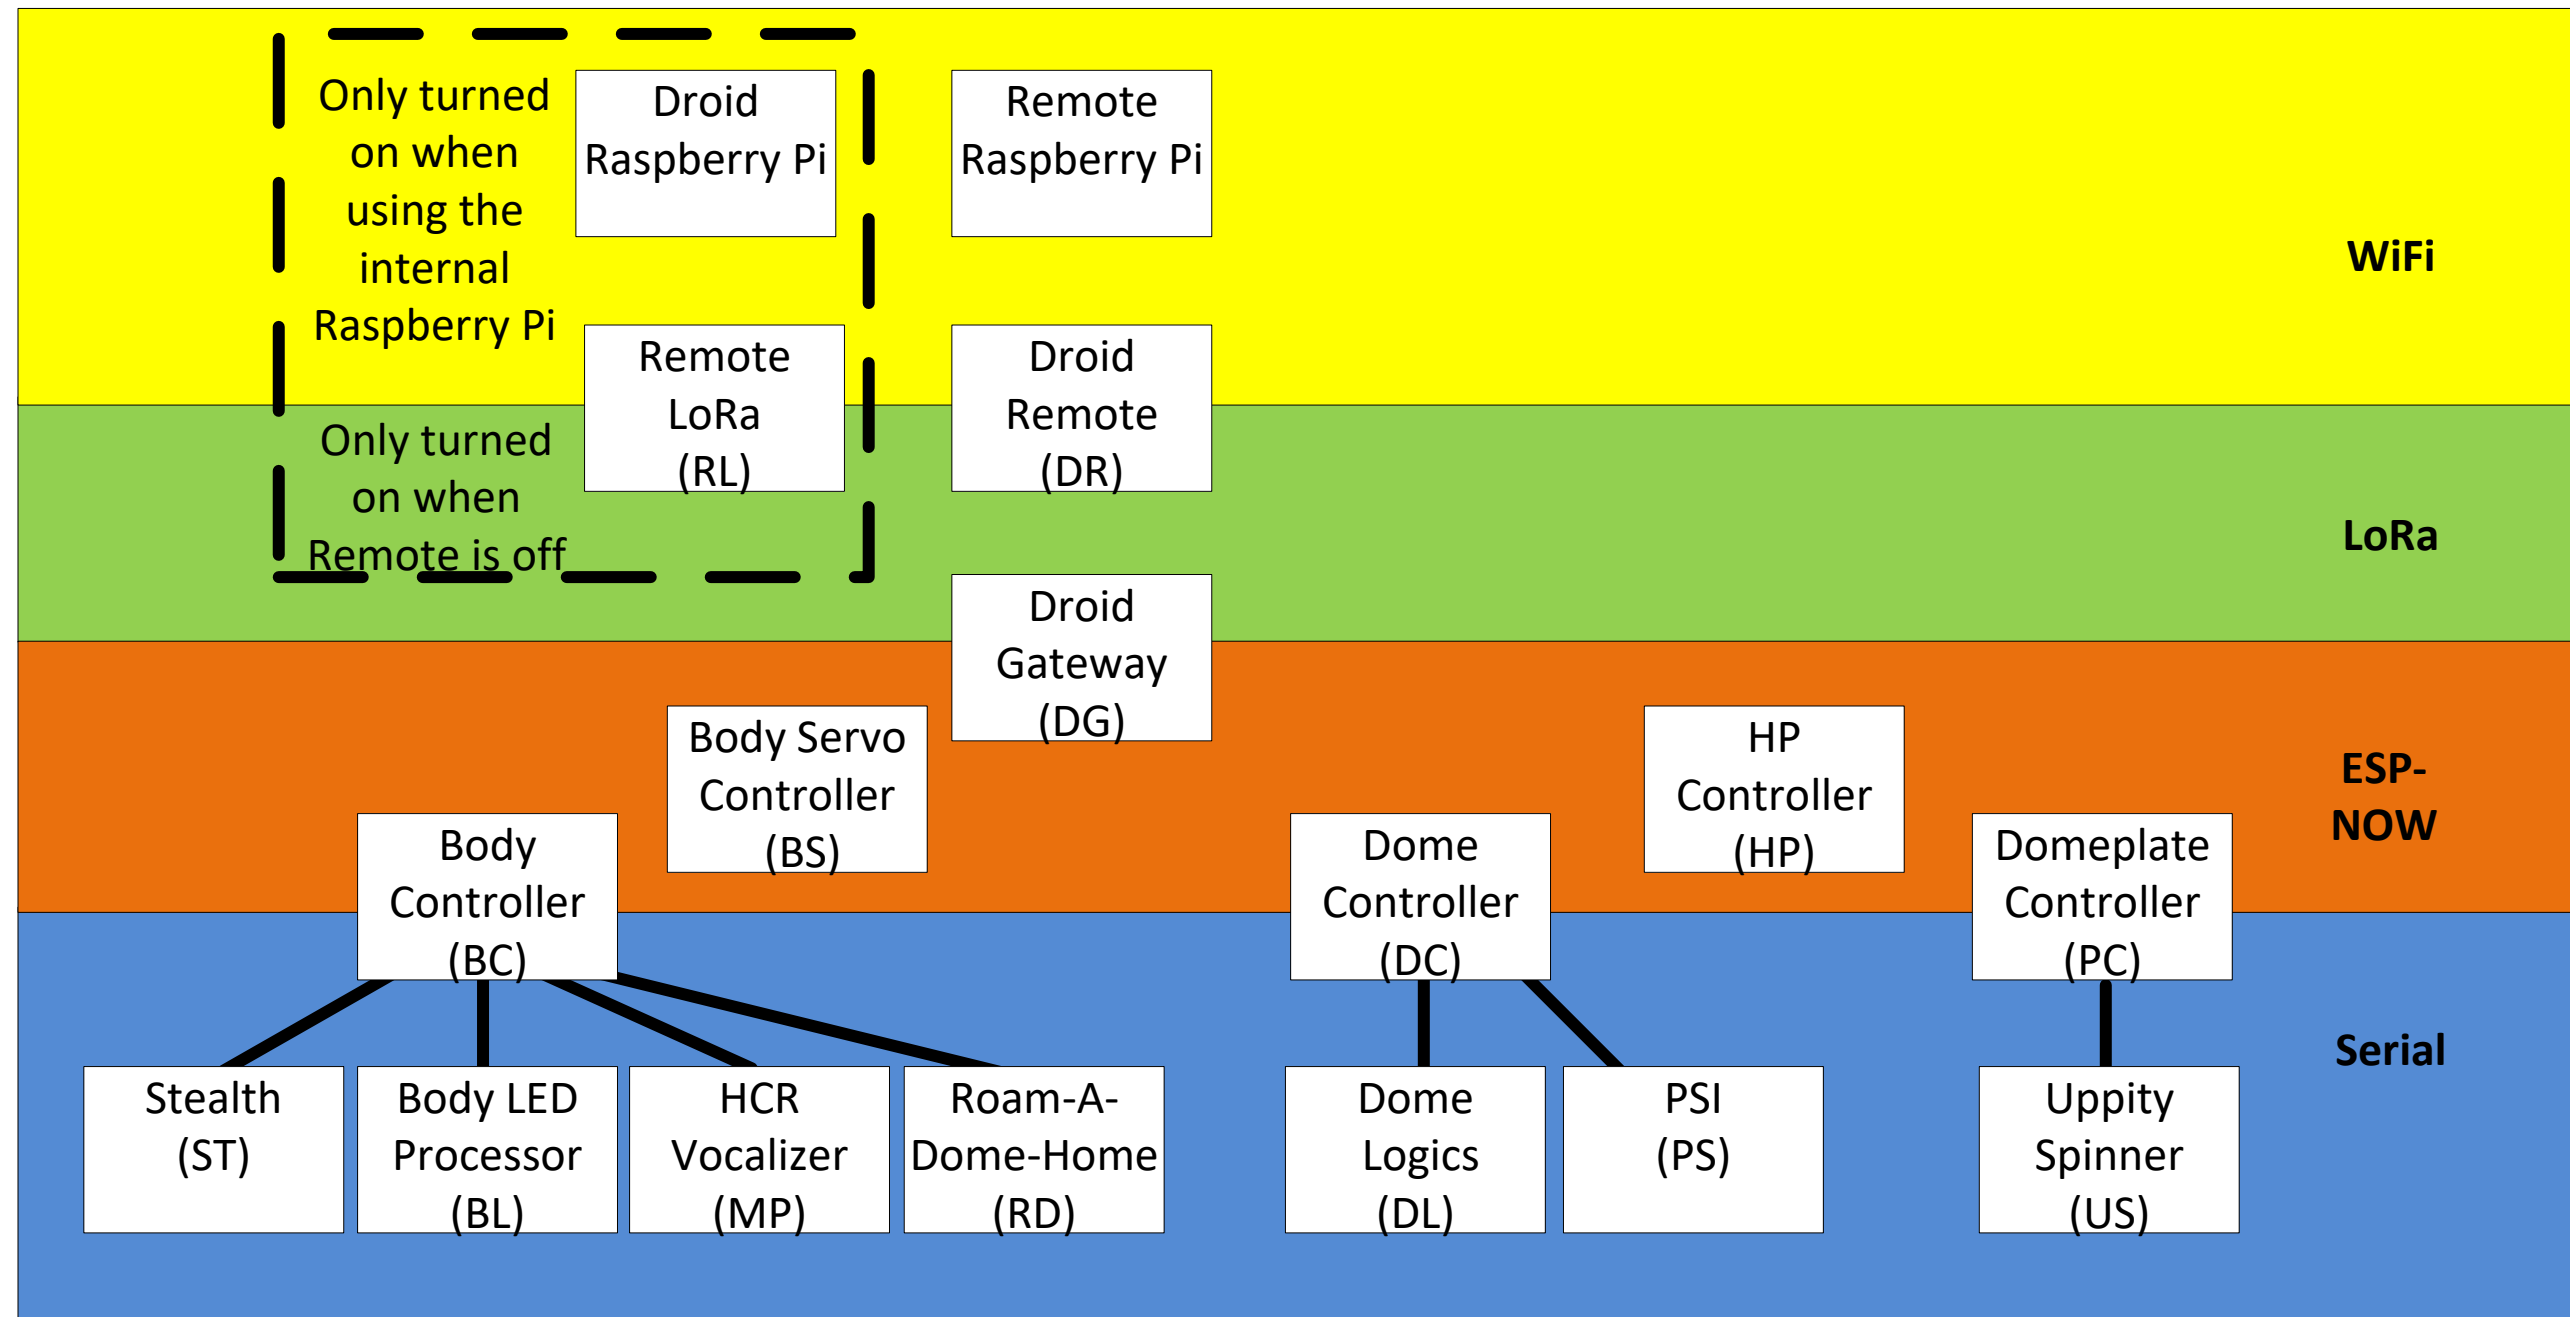 Only turned
on when
using the
internal
Raspberry Pi
Droid
Raspberry Pi
Remote
Raspberry Pi
WiFi
Remote
LoRa
(RL)
Droid
Remote
(DR)
Only turned
on when
Remote is off
LoRa
Droid
Gateway
(DG)
Body Servo
Controller
(BS)
HP
Controller
(HP)
ESP-
NOW
Body
Controller
(BC)
Dome
Controller
(DC)
Domeplate
Controller
(PC)
Serial
Stealth
(ST)
Body LED
Processor
(BL)
HCR
Vocalizer
(MP)
Roam-A-
Dome-Home
(RD)
Dome
Logics
(DL)
PSI
(PS)
Uppity
Spinner
(US)